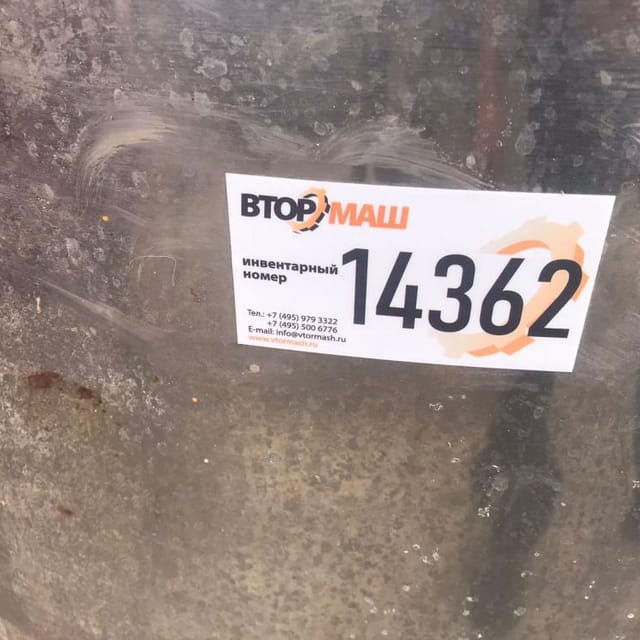 ВТОРМАШ
инвентарный
номер
14362
Тел.: +7 (495) 979 3322
+7 (495) 500 6776
E-mail: info@vtormash.ru
www.vtormash.ru